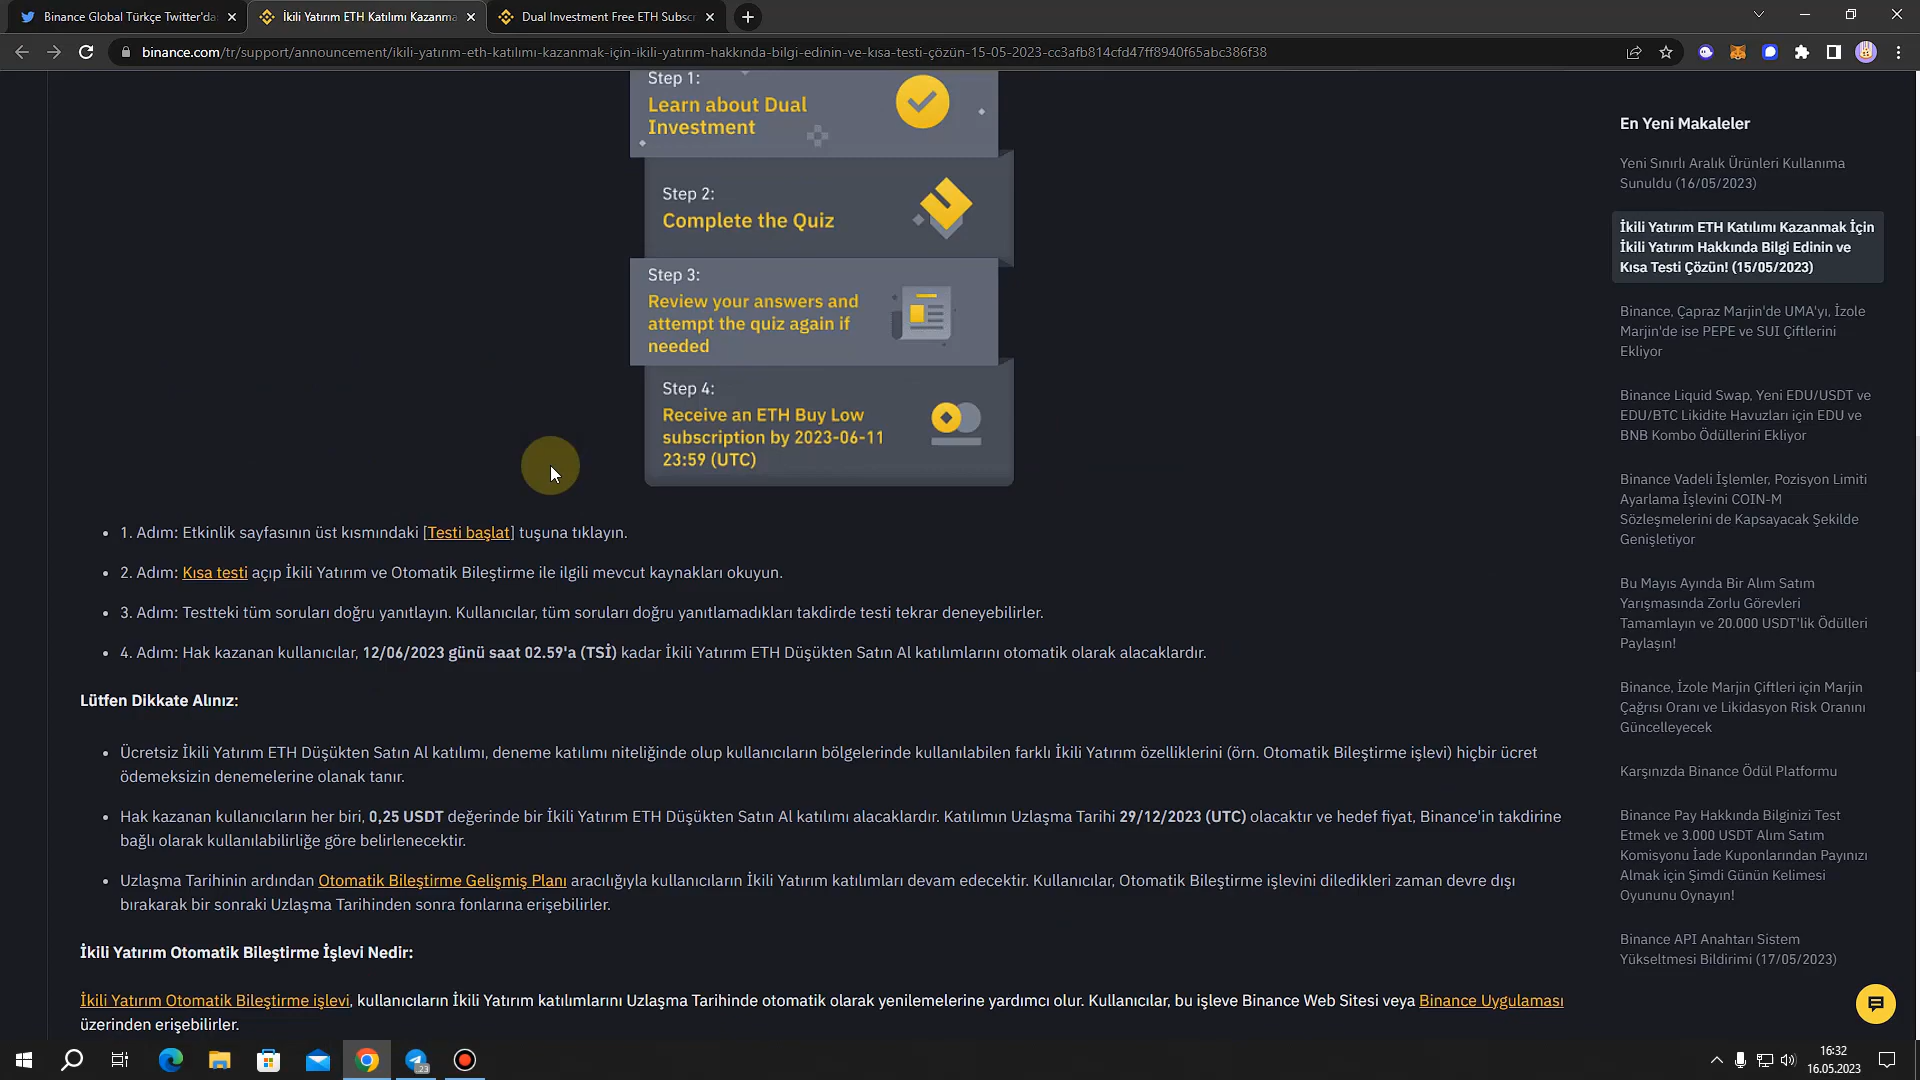 Binance Global Türkçe Twitter'da
İkili Yatırım ETH Katılımı Kazanma
Dual Investment Free ETH Subsc
binance.com/tr/support/announcement/ikili-yatırım-eth-katılımı-kazanmak-için-ikili-yatırım-hakkında-bilgi-edinin-ve-kısa-testi-çözün-15-05-2023-cc3afb814cfd47ff8940f65abc386f38
Step 1:
Learn about Dual
Investment
Step 2:
Complete the Quiz
Step 3:
Review your answers and
attempt the quiz again if
needed
Step 4:
Receive an ETH Buy Low
subscription by 2023-06-11
23:59 (UTC)
1. Adım: Etkinlik sayfasının üst kısmındaki [Testi başlat] tuşuna tıklayın.
2. Adım: Kısa testi açıp İkili Yatırım ve Otomatik Bileştirme ile ilgili mevcut kaynakları okuyun.
3. Adım: Testteki tüm soruları doğru yanıtlayın. Kullanıcılar, tüm soruları doğru yanıtlamadıkları takdirde testi tekrar deneyebilirler.
4. Adım: Hak kazanan kullanıcılar, 12/06/2023 günü saat 02.59'a (TSİ) kadar İkili Yatırım ETH Düşükten Satın Al katılımlarını otomatik olarak alacaklardır.
Lütfen Dikkate Alınız:
Ücretsiz İkili Yatırım ETH Düşükten Satın Al katılımı, deneme katılımı niteliğinde olup kullanıcıların bölgelerinde kullanılabilen farklı İkili Yatırım özelliklerini (örn. Otomatik Bileştirme işlevi) hiçbir ücret
ödemeksizin denemelerine olanak tanır.
Hak kazanan kullanıcıların her biri, 0,25 USDT değerinde bir İkili Yatırım ETH Düşükten Satın Al katılımı alacaklardır. Katılımın Uzlaşma Tarihi 29/12/2023 (UTC) olacaktır ve hedef fiyat, Binance'in takdirine
bağlı olarak kullanılabilirliğe göre belirlenecektir.
Uzlaşma Tarihinin ardından Otomatik Bileştirme Gelişmiş Planı aracılığıyla kullanıcıların İkili Yatırım katılımları devam edecektir. Kullanıcılar, Otomatik Bileştirme işlevini diledikleri zaman devre dışı
bırakarak bir sonraki Uzlaşma Tarihinden sonra fonlarına erişebilirler.
İkili Yatırım Otomatik Bileştirme İşlevi Nedir:
İkili Yatırım Otomatik Bileştirme işlevi, kullanıcıların İkili Yatırım katılımlarını Uzlaşma Tarihinde otomatik olarak yenilemelerine yardımcı olur. Kullanıcılar, bu işleve Binance Web Sitesi veya Binance Uygulaması
üzerinden erişebilirler.
En Yeni Makaleler
Yeni Sınırlı Aralık Ürünleri Kullanıma
Sunuldu (16/05/2023)
İkili Yatırım ETH Katılımı Kazanmak İçin
İkili Yatırım Hakkında Bilgi Edinin ve
Kısa Testi Çözün! (15/05/2023)
Binance, Çapraz Marjin'de UMA'yı, İzole
Marjin'de ise PEPE ve SUI Çiftlerini
Ekliyor
Binance Liquid Swap, Yeni EDU/USDT ve
EDU/BTC Likidite Havuzları için EDU ve
BNB Kombo Ödüllerini Ekliyor
Binance Vadeli İşlemler, Pozisyon Limiti
Ayarlama İşlevini COIN-M
Sözleşmelerini de Kapsayacak Şekilde
Genişletiyor
Bu Mayıs Ayında Bir Alım Satım
Yarışmasında Zorlu Görevleri
Tamamlayın ve 20.000 USDT'lik Ödülleri
Paylaşın!
Binance, İzole Marjin Çiftleri için Marjin
Çağrısı Oranı ve Likidasyon Risk Oranını
Güncelleyecek
Karşınızda Binance Ödül Platformu
Binance Pay Hakkında Bilginizi Test
Etmek ve 3.000 USDT Alım Satım
Komisyonu İade Kuponlarından Payınızı
Almak için Şimdi Günün Kelimesi
Oyununu Oynayın!
Binance API Anahtarı Sistem
Yükseltmesi Bildirimi (17/05/2023)
23
16:32
16.05.2023